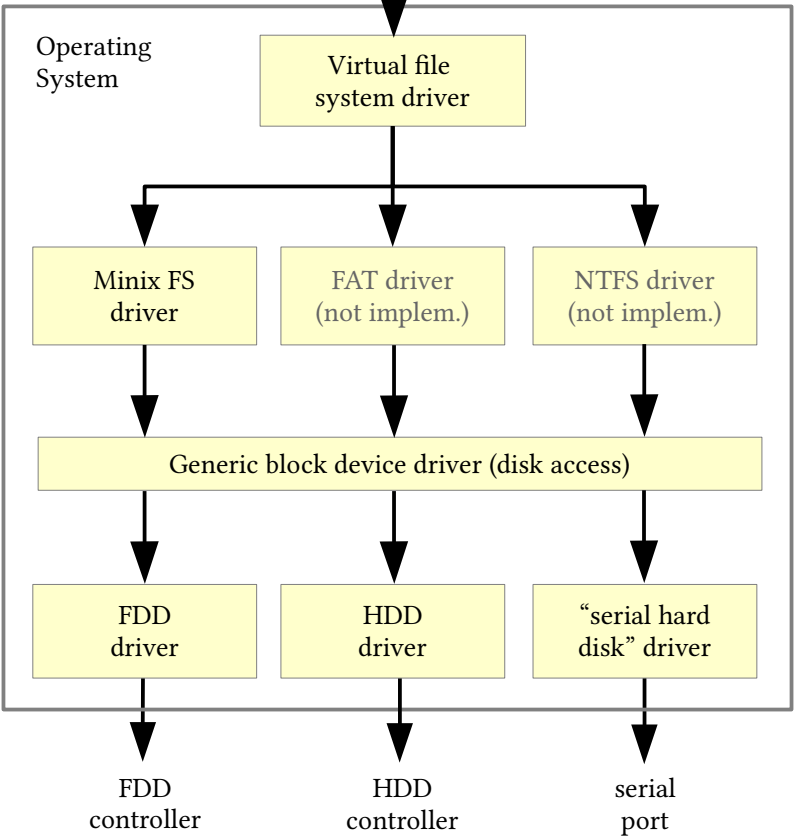 Operating
System
Virtual file
system driver
Minix FS
driver
FAT driver
(not implem.)
NTFS driver
(not implem.)
Generic block device driver (disk access)
FDD
driver
HDD
driver
“serial hard
disk” driver
FDD
controller
HDD
controller
serial
port